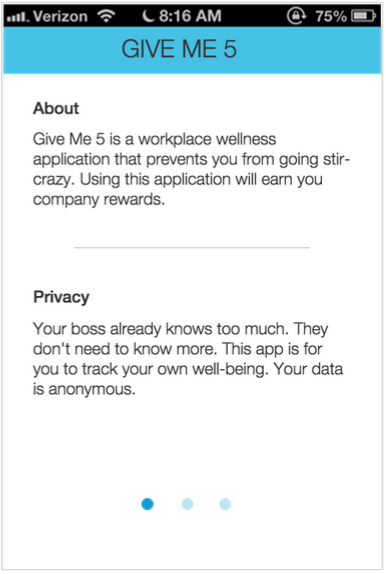 Verizon 8:16 AM 75%
GIVE ME 5
About
Give Me 5 is a workplace wellness
application that prevents you from going stir-
crazy. Using this application will earn you
company rewards.
Privacy
Your boss already knows too much. They
don't need to know more. This app is for
you to track your own well-being. Your data
is anonymous.